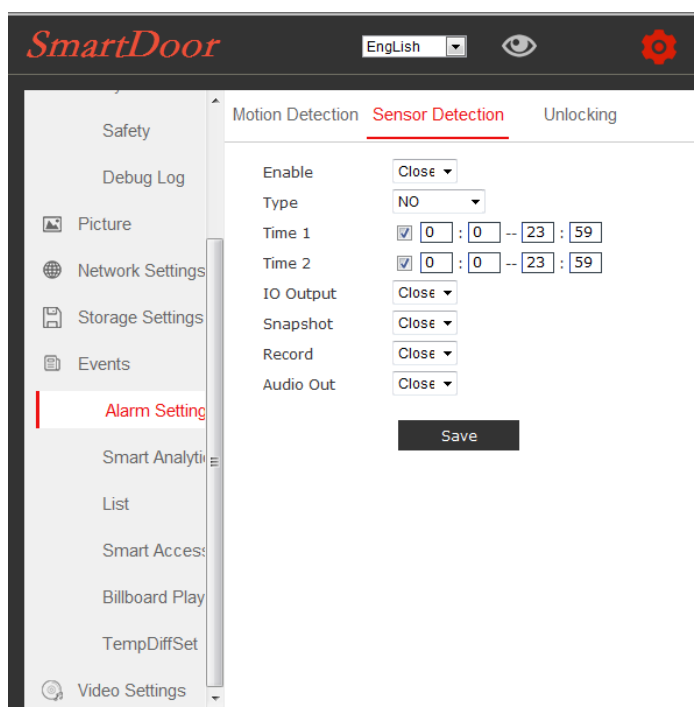 SmartDoor
EngLish
Safety
Debug Log
Picture
Network Settings
Storage Settings
Events
Alarm Setting
Smart Analytic
List
Smart Access
Billboard Play
TempDiffSet
Video Settings
Motion Detection Sensor Detection Unlocking
Enable Close
Type NO
Time 1 0 : 0 -- 23 : 59
Time 2 0 : 0 -- 23 : 59
IO Output Close
Snapshot Close
Record Close
Audio Out Close
Save